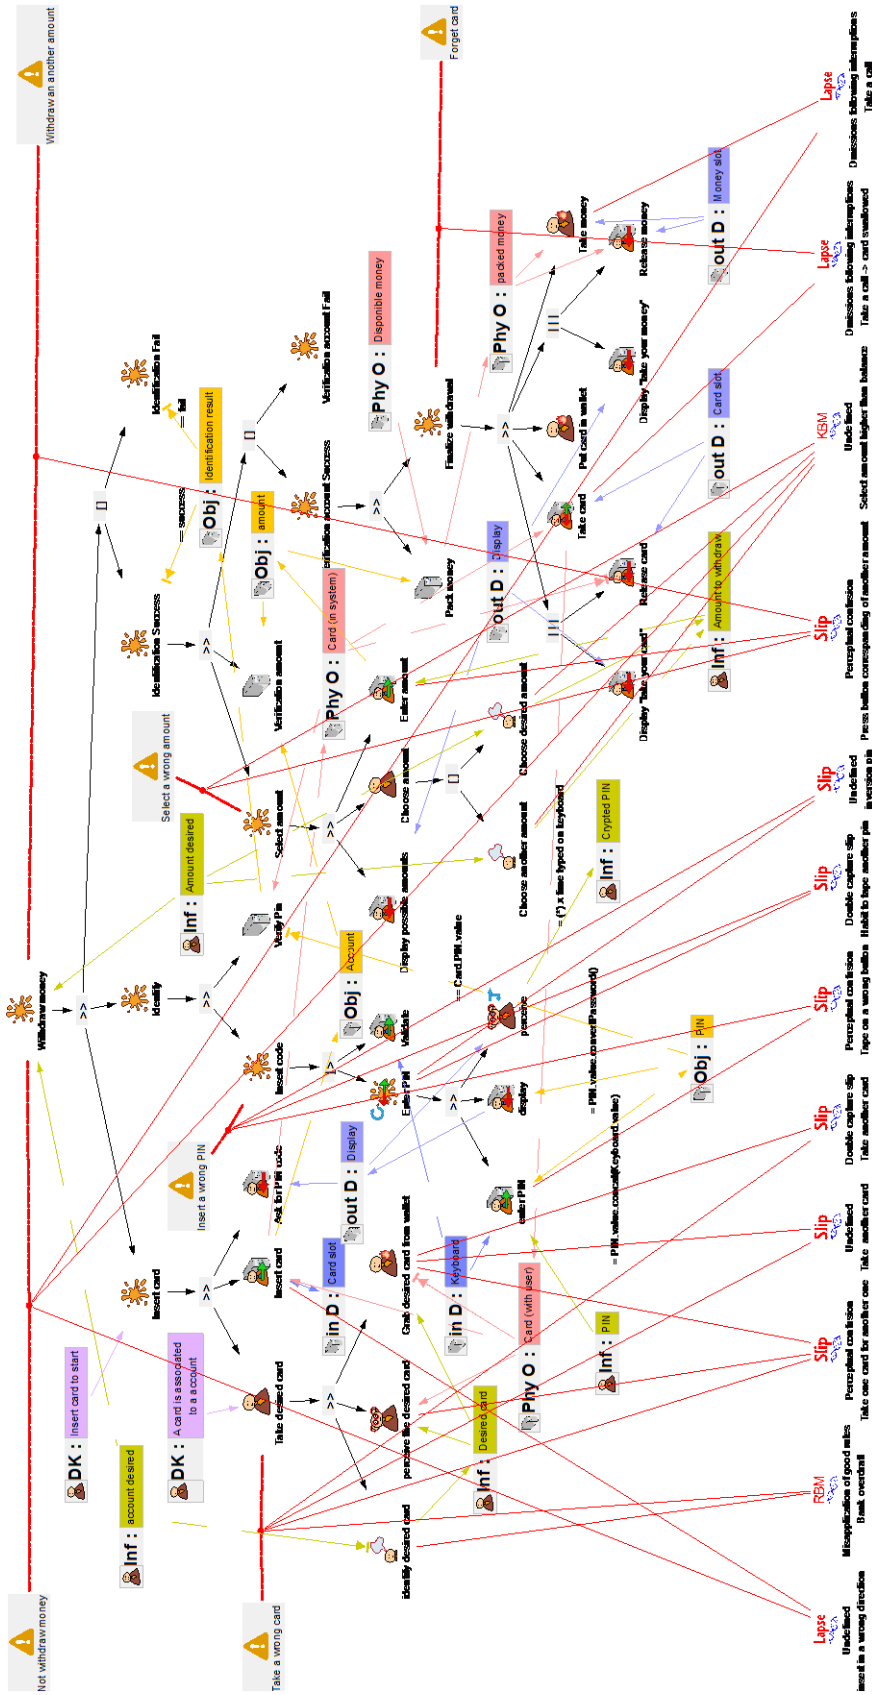 Not withdraw money
Withdraw another amount
Withdraw money
>>
DK : Insert card to start
[]
Inf : account desired
Insert card
Identify
Identification Success
Identification Fail
Select a wrong amount
DK : A card is associated
to a account
Insert a wrong PIN
Inf : Amount desired
== success
== fail
>>
>>
>>
Obj : Identification result
Take a wrong card
Take desired card
Insert card
Ask for PIN code
Insert code
Verify Pin
Select amount
Verification amount
[]
Obj : amount
Verification account Success
Verification account Fail
>>
[>
>>
>>
in D : Card slot
out D : Display
Obj : Account
Phy O : Card (in system)
Phy O : Disponible money
identify desired card
perceive the desired card
Grab desired card from wallet
Enter PIN
Validate
Display possible amounts
Choose amount
Enter amount
Pack money
Finalize withdrawal
Forget card
>>
[]
>>
in D : Keyboard
== Card.PIN.value
out D : Display
Phy O : packed money
Inf : Desired card
Phy O : Card (with user)
enter PIN
display
perceive
Choose another amount
Choose desired amount
|||
Take card
Put card in wallet
|||
Take money
= (*) x time typed on keyboard
= PIN.value.convertPassword()
= PIN.value.concat(Keyboard.value)
Inf : PIN
Inf : Crypted PIN
Display "Take your card"
Release card
Display "Take your money"
Release money
Obj : PIN
Inf : Amount to withdraw
out D : Card slot
out D : Money slot
Lapse
Undefined
insert in a wrong direction
RBM
Misapplication of good rules
Bank overdraft
Slip
Perceptual confusion
Take one card for another one
Slip
Undefined
Take another card
Slip
Double capture slip
Take another card
Slip
Perceptual confusion
Tape on a wrong button
Slip
Double capture slip
Habit to tape another pin
Slip
Undefined
inversion pin
Slip
Perceptual confusion
Press button corresponding of another amount
KBM
Undefined
Select amount higher than balance
Lapse
Omissions following interruptions
Take a call -> card swallowed
Lapse
Omissions following interruptions
Take a call